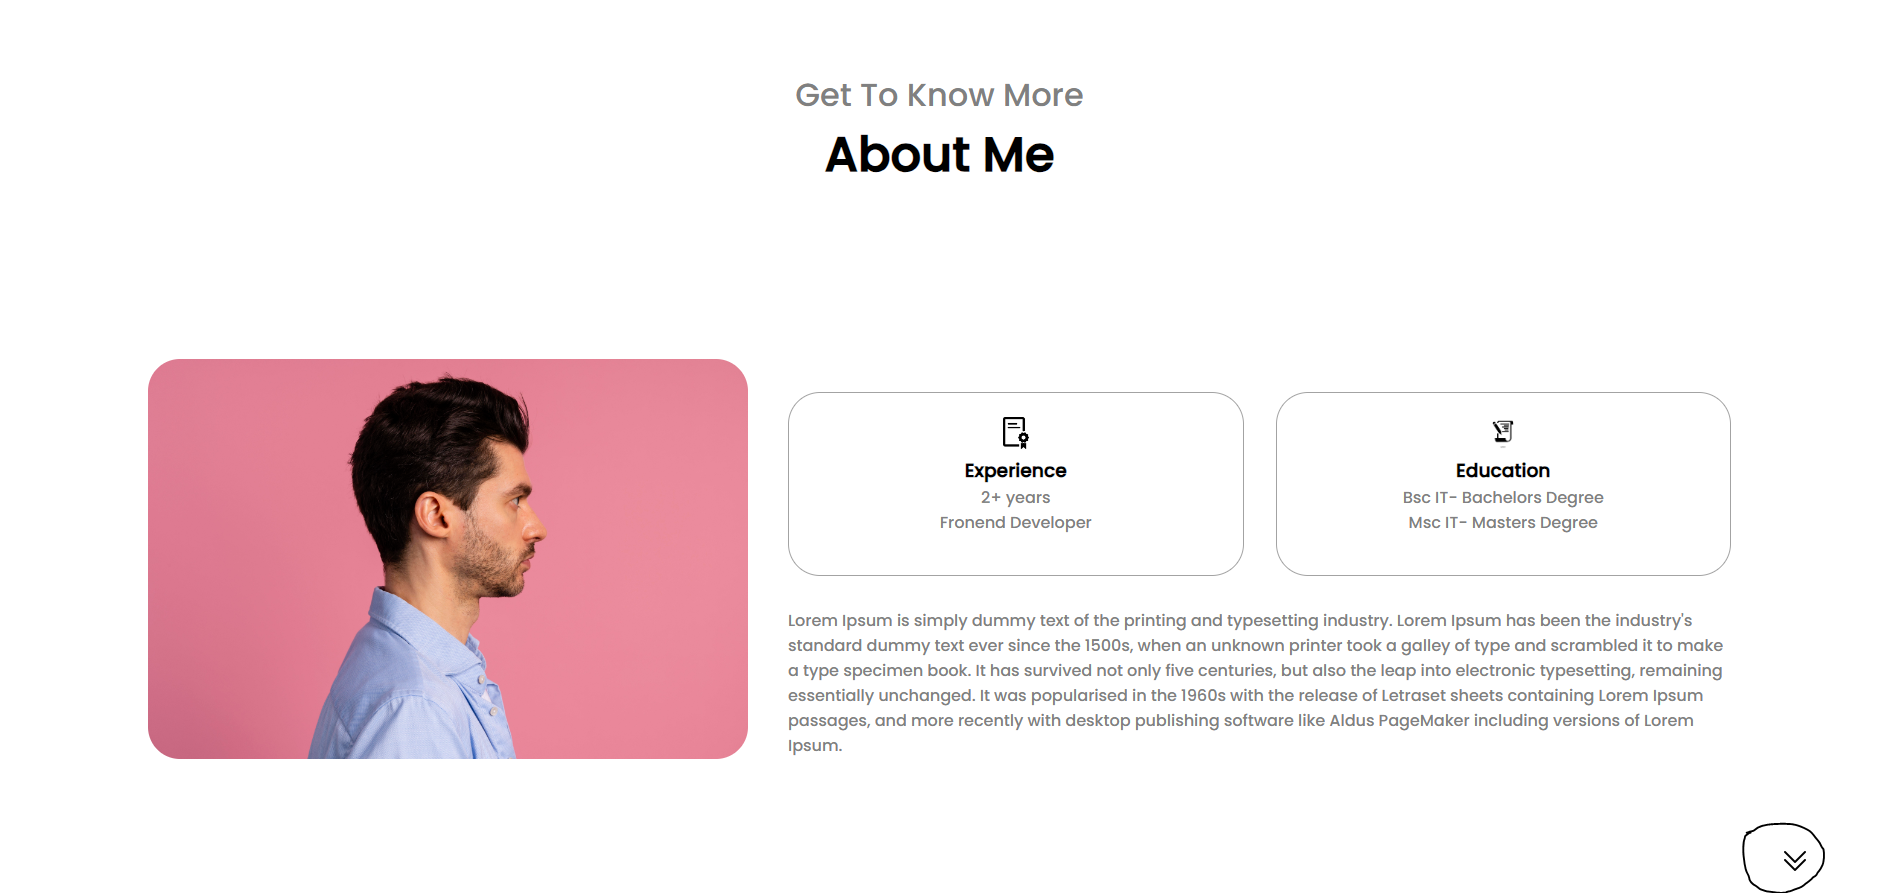 Get To Know More
About Me
Experience
2+ years
Fronend Developer
Education
Bsc IT- Bachelors Degree
Msc IT- Masters Degree
Lorem Ipsum is simply dummy text of the printing and typesetting industry. Lorem Ipsum has been the industry's
standard dummy text ever since the 1500s, when an unknown printer took a galley of type and scrambled it to make
a type specimen book. It has survived not only five centuries, but also the leap into electronic typesetting, remaining
essentially unchanged. It was popularised in the 1960s with the release of Letraset sheets containing Lorem Ipsum
passages, and more recently with desktop publishing software like Aldus PageMaker including versions of Lorem
Ipsum.